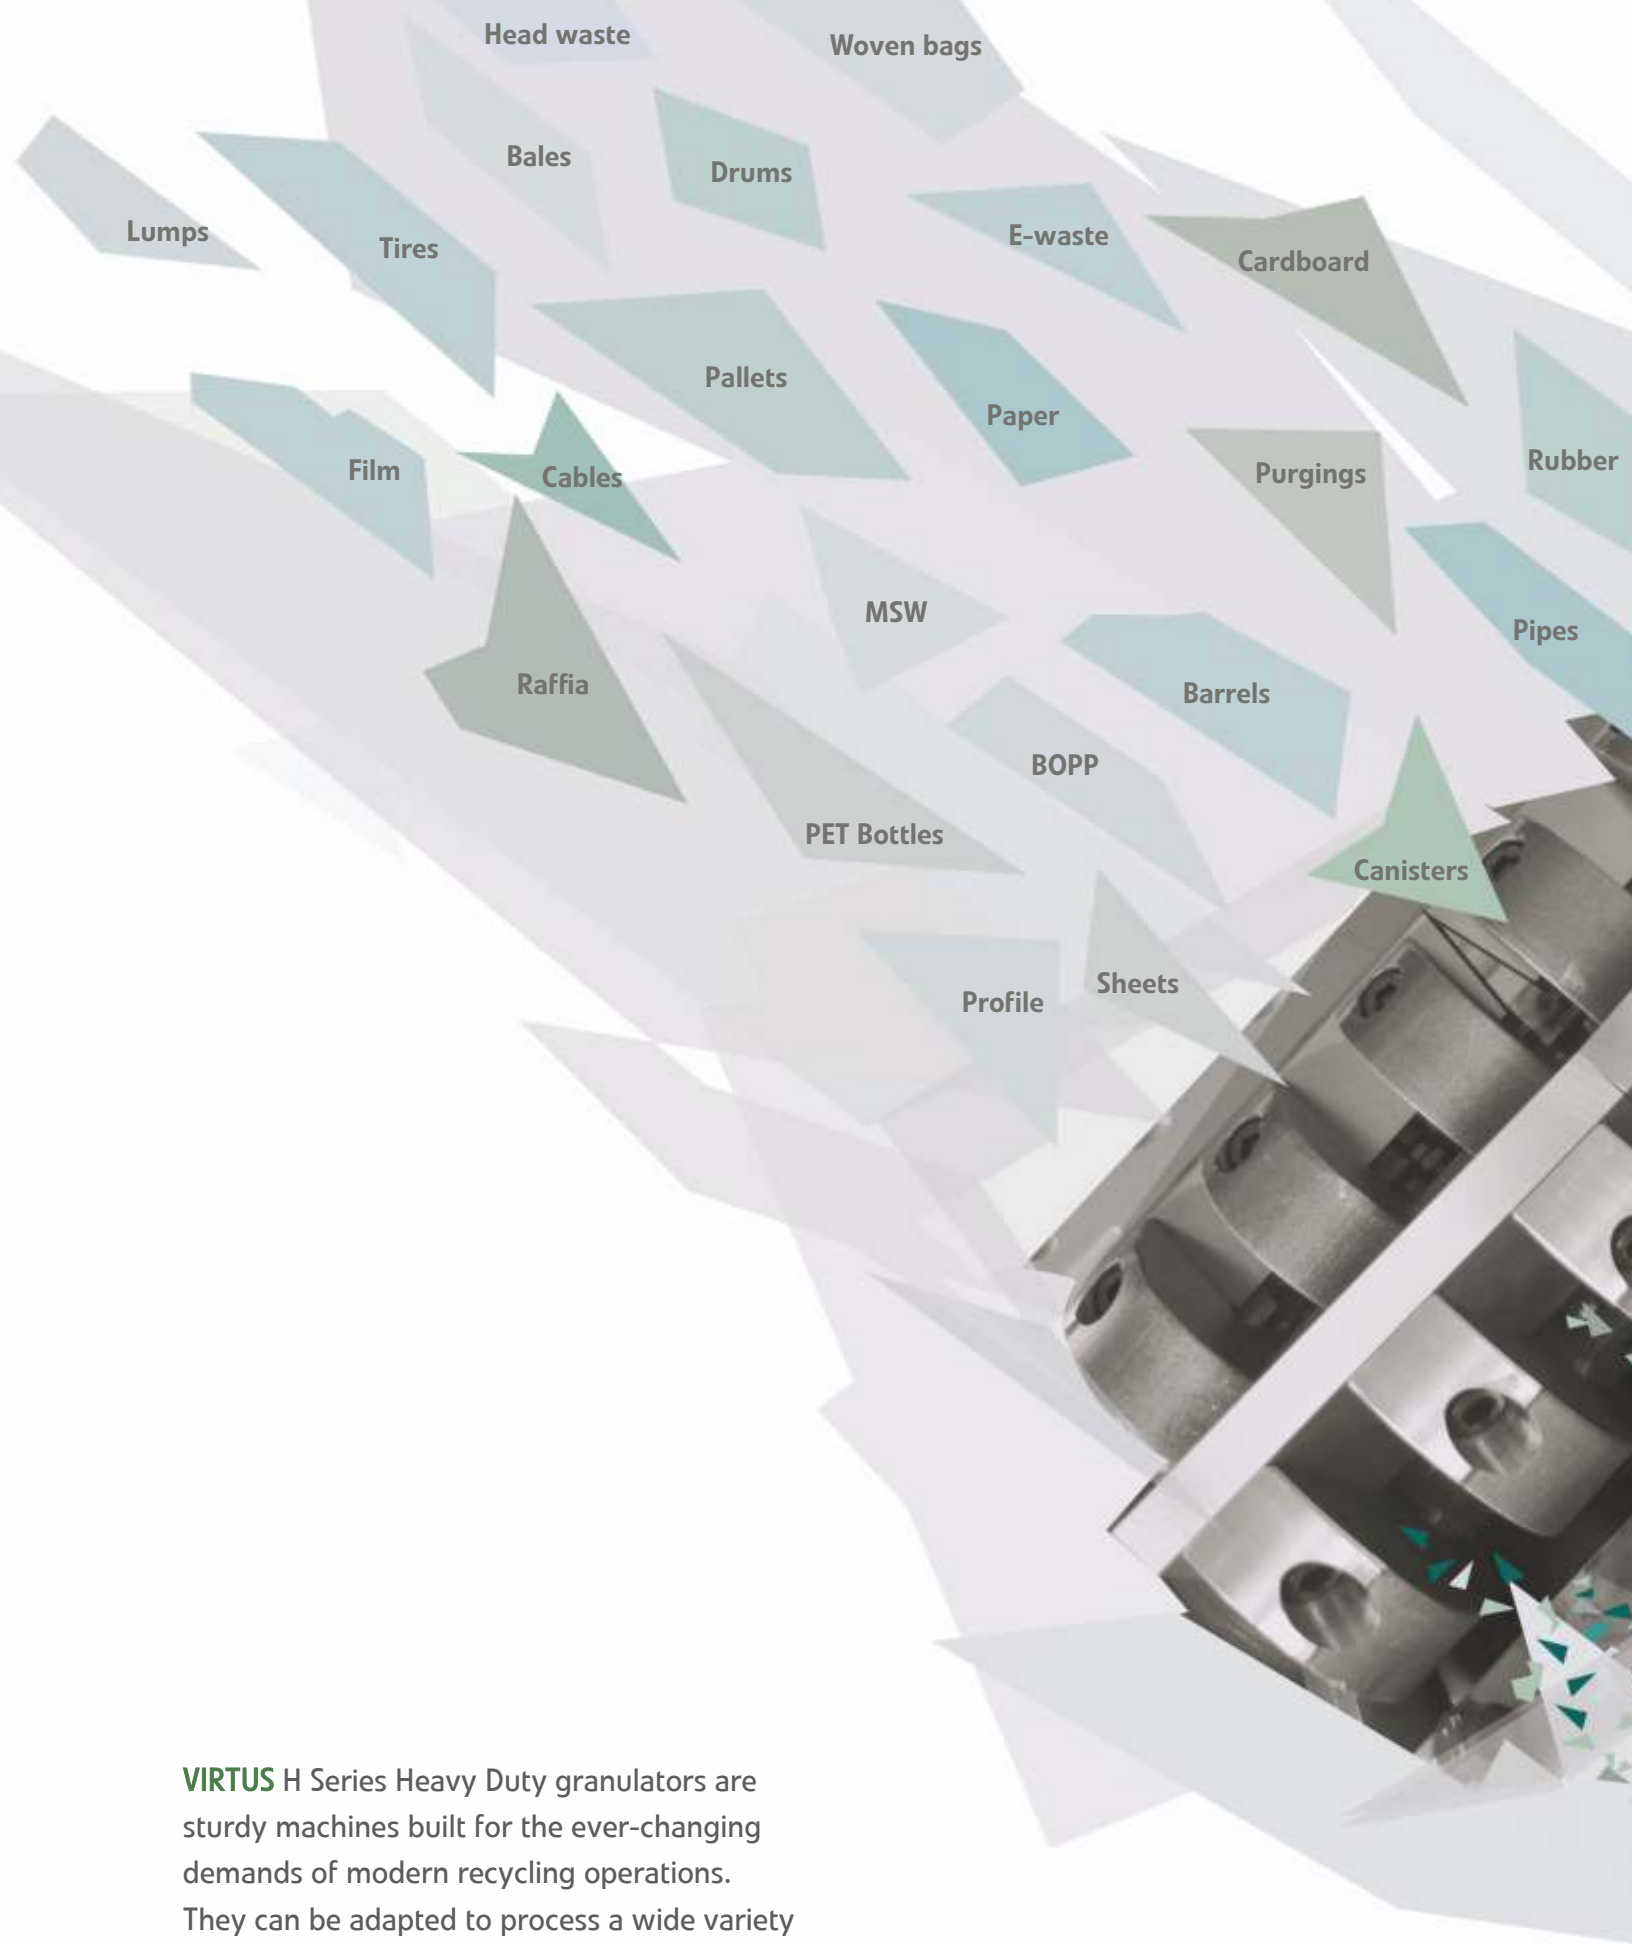 Head waste
Woven bags
Bales
Drums
Lumps
Tires
E-waste
Cardboard
Pallets
Paper
Film
Cables
Purgings
Rubber
MSW
Pipes
Raffia
Barrels
BOPP
PET Bottles
Canisters
Profile
Sheets
VIRTUS H Series Heavy Duty granulators are
sturdy machines built for the ever-changing
demands of modern recycling operations.
They can be adapted to process a wide variety